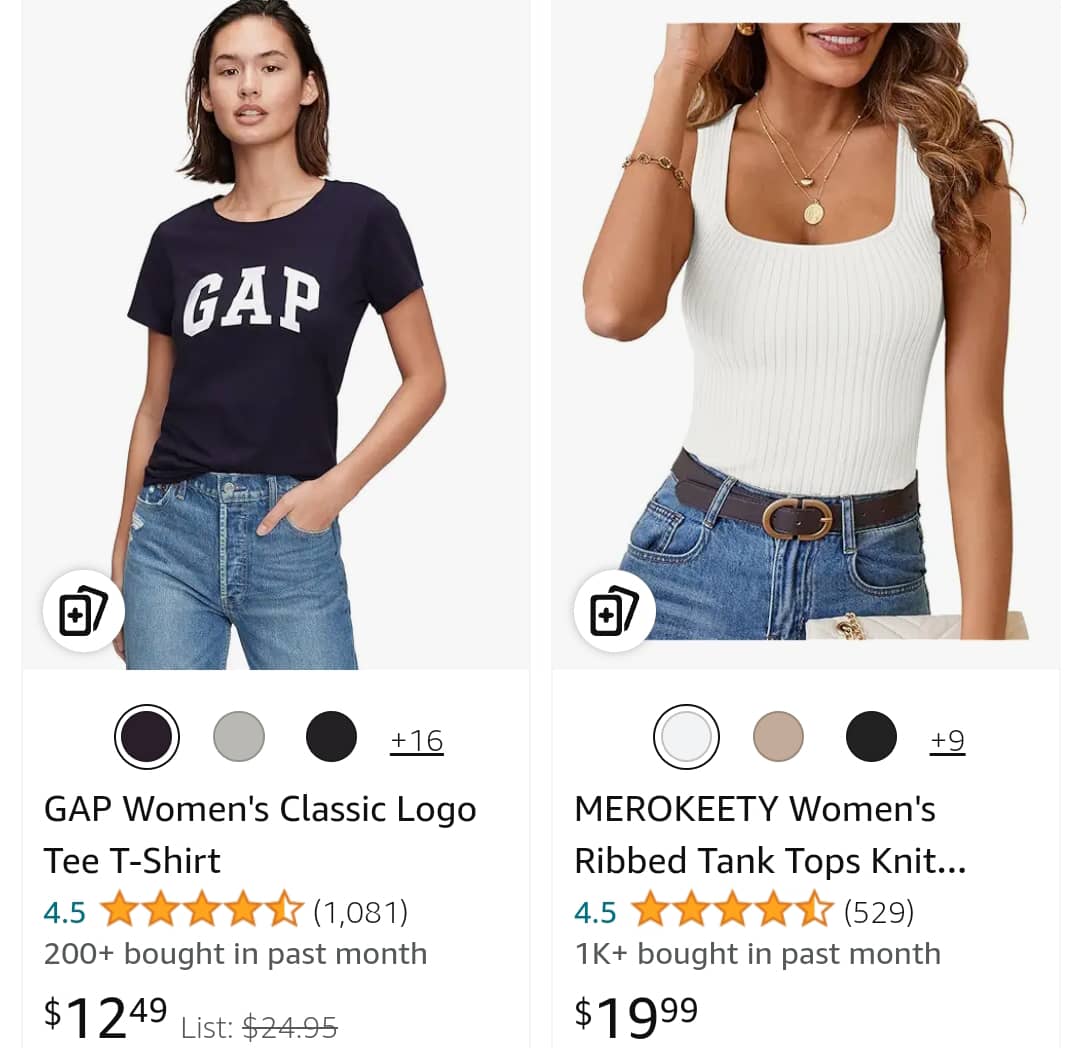 GAP
+16
GAP Women's Classic Logo
Tee T-Shirt
4.5 (1,081)
200+ bought in past month
$12 49 List: $24.95
+9
MEROKEETY Women's
Ribbed Tank Tops Knit...
4.5 (529)
1K+ bought in past month
$19 99